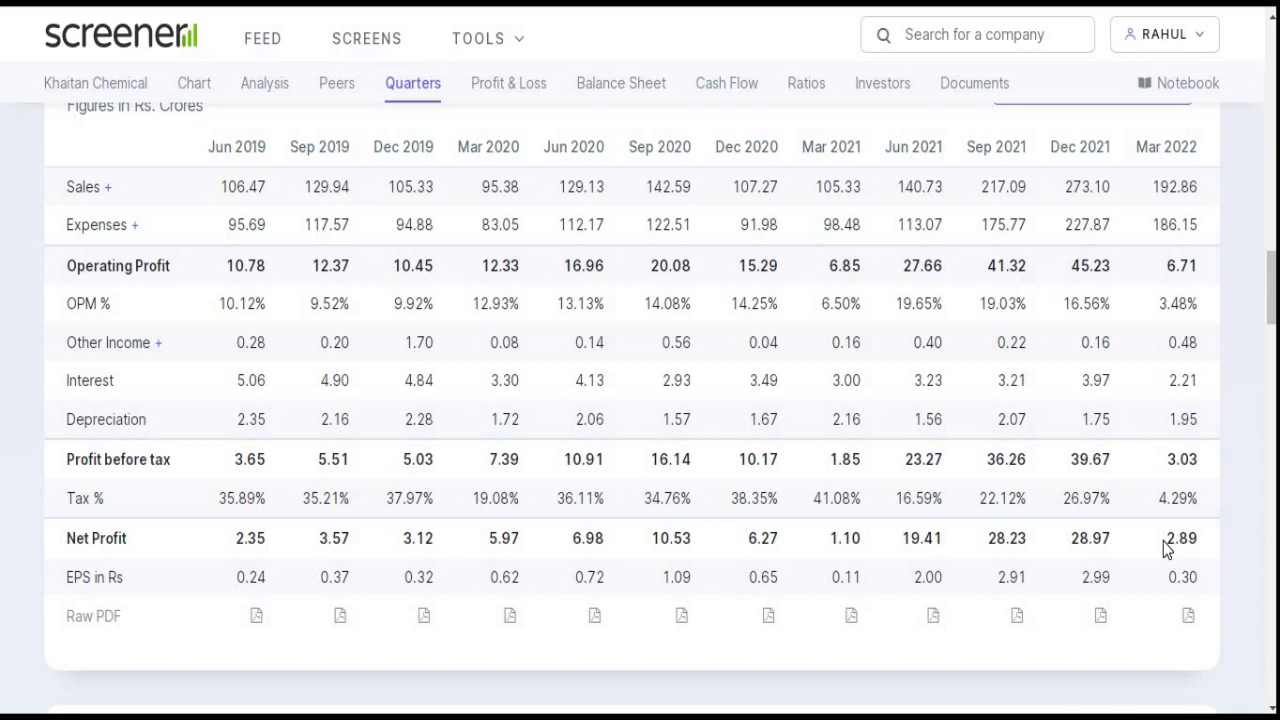 screener FEED SCREENS TOOLS Search for a company RAHUL
Khaitan Chemical Chart Analysis Peers Quarters Profit & Loss Balance Sheet Cash Flow Ratios Investors Documents Notebook
Figures in Rs. Crores
Jun 2019 Sep 2019 Dec 2019 Mar 2020 Jun 2020 Sep 2020 Dec 2020 Mar 2021 Jun 2021 Sep 2021 Dec 2021 Mar 2022
Sales + 106.47 129.94 105.33 95.38 129.13 142.59 107.27 105.33 140.73 217.09 273.10 192.86
Expenses + 95.69 117.57 94.88 83.05 112.17 122.51 91.98 98.48 113.07 175.77 227.87 186.15
Operating Profit 10.78 12.37 10.45 12.33 16.96 20.08 15.29 6.85 27.66 41.32 45.23 6.71
OPM % 10.12% 9.52% 9.92% 12.93% 13.13% 14.08% 14.25% 6.50% 19.65% 19.03% 16.56% 3.48%
Other Income + 0.28 0.20 1.70 0.08 0.14 0.56 0.04 0.16 0.40 0.22 0.16 0.48
Interest 5.06 4.90 4.84 3.30 4.13 2.93 3.49 3.00 3.23 3.21 3.97 2.21
Depreciation 2.35 2.16 2.28 1.72 2.06 1.57 1.67 2.16 1.56 2.07 1.75 1.95
Profit before tax 3.65 5.51 5.03 7.39 10.91 16.14 10.17 1.85 23.27 36.26 39.67 3.03
Tax % 35.89% 35.21% 37.97% 19.08% 36.11% 34.76% 38.35% 41.08% 16.59% 22.12% 26.97% 4.29%
Net Profit 2.35 3.57 3.12 5.97 6.98 10.53 6.27 1.10 19.41 28.23 28.97 2.89
EPS in Rs 0.24 0.37 0.32 0.62 0.72 1.09 0.65 0.11 2.00 2.91 2.99 0.30
Raw PDF